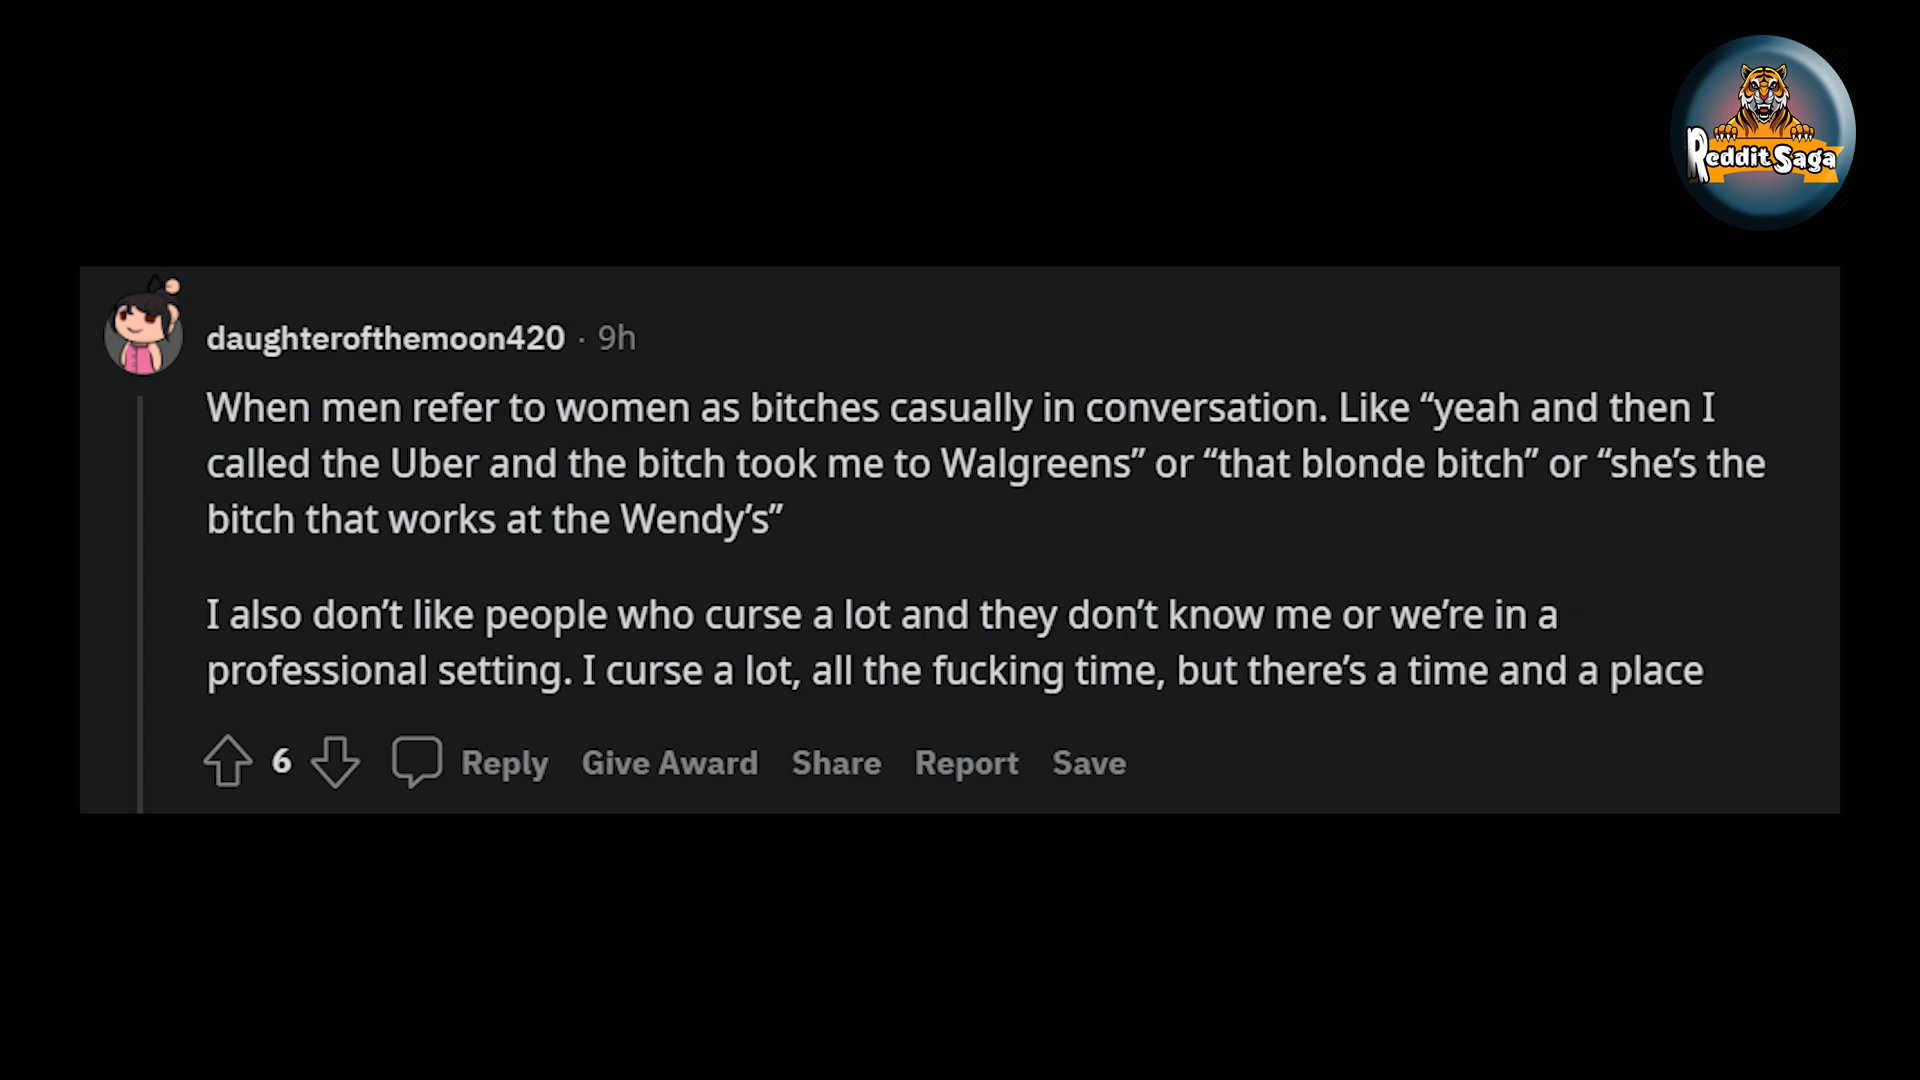 Reddit Saga
daughterofthemoon420 · 9h
When men refer to women as bitches casually in conversation. Like “yeah and then I
called the Uber and the bitch took me to Walgreens” or “that blonde bitch” or “she’s the
bitch that works at the Wendy’s”
I also don’t like people who curse a lot and they don’t know me or we’re in a
professional setting. I curse a lot, all the fucking time, but there’s a time and a place
6 Reply Give Award Share Report Save